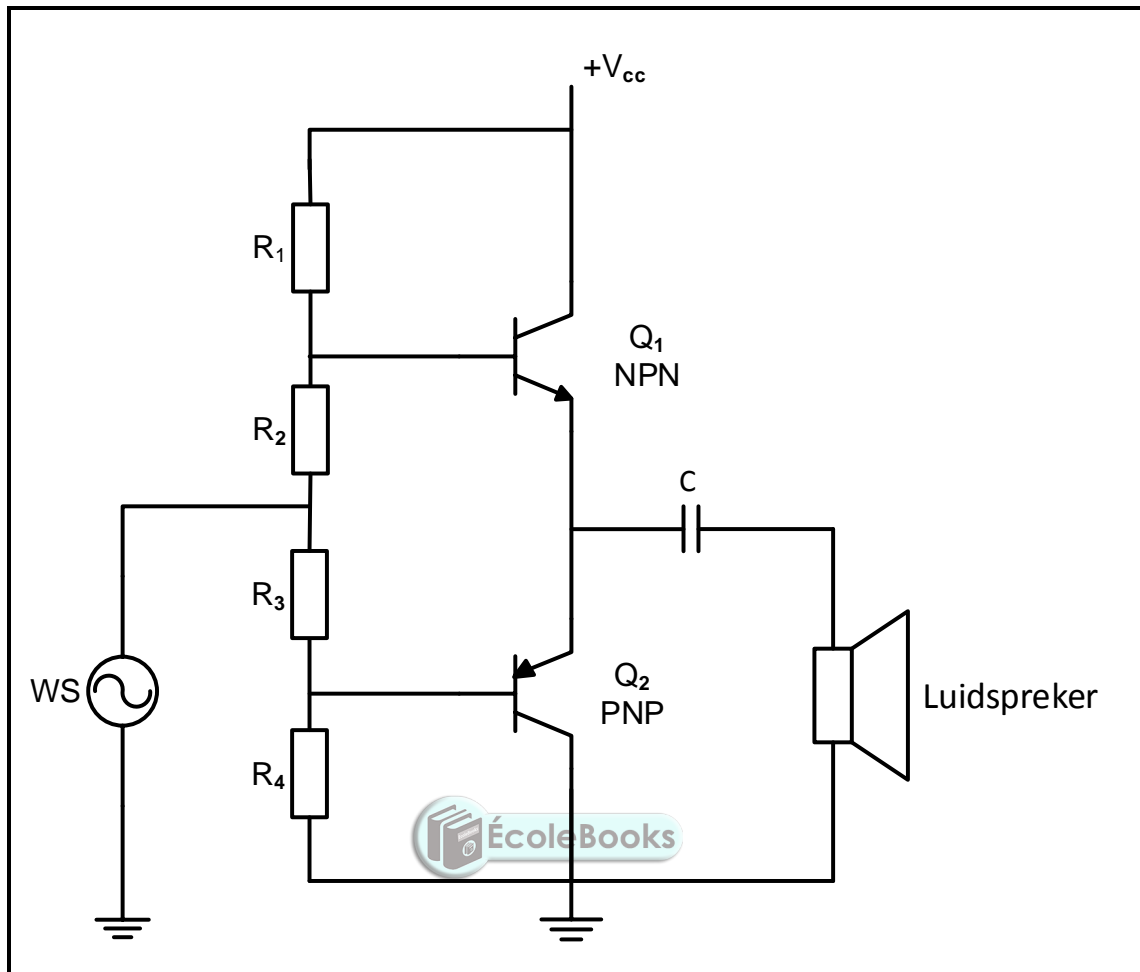 +Vcc
R1
Q1
NPN
R2
C
R3
WS
Q2
PNP
Luidspreker
R4
ÉcoleBooks